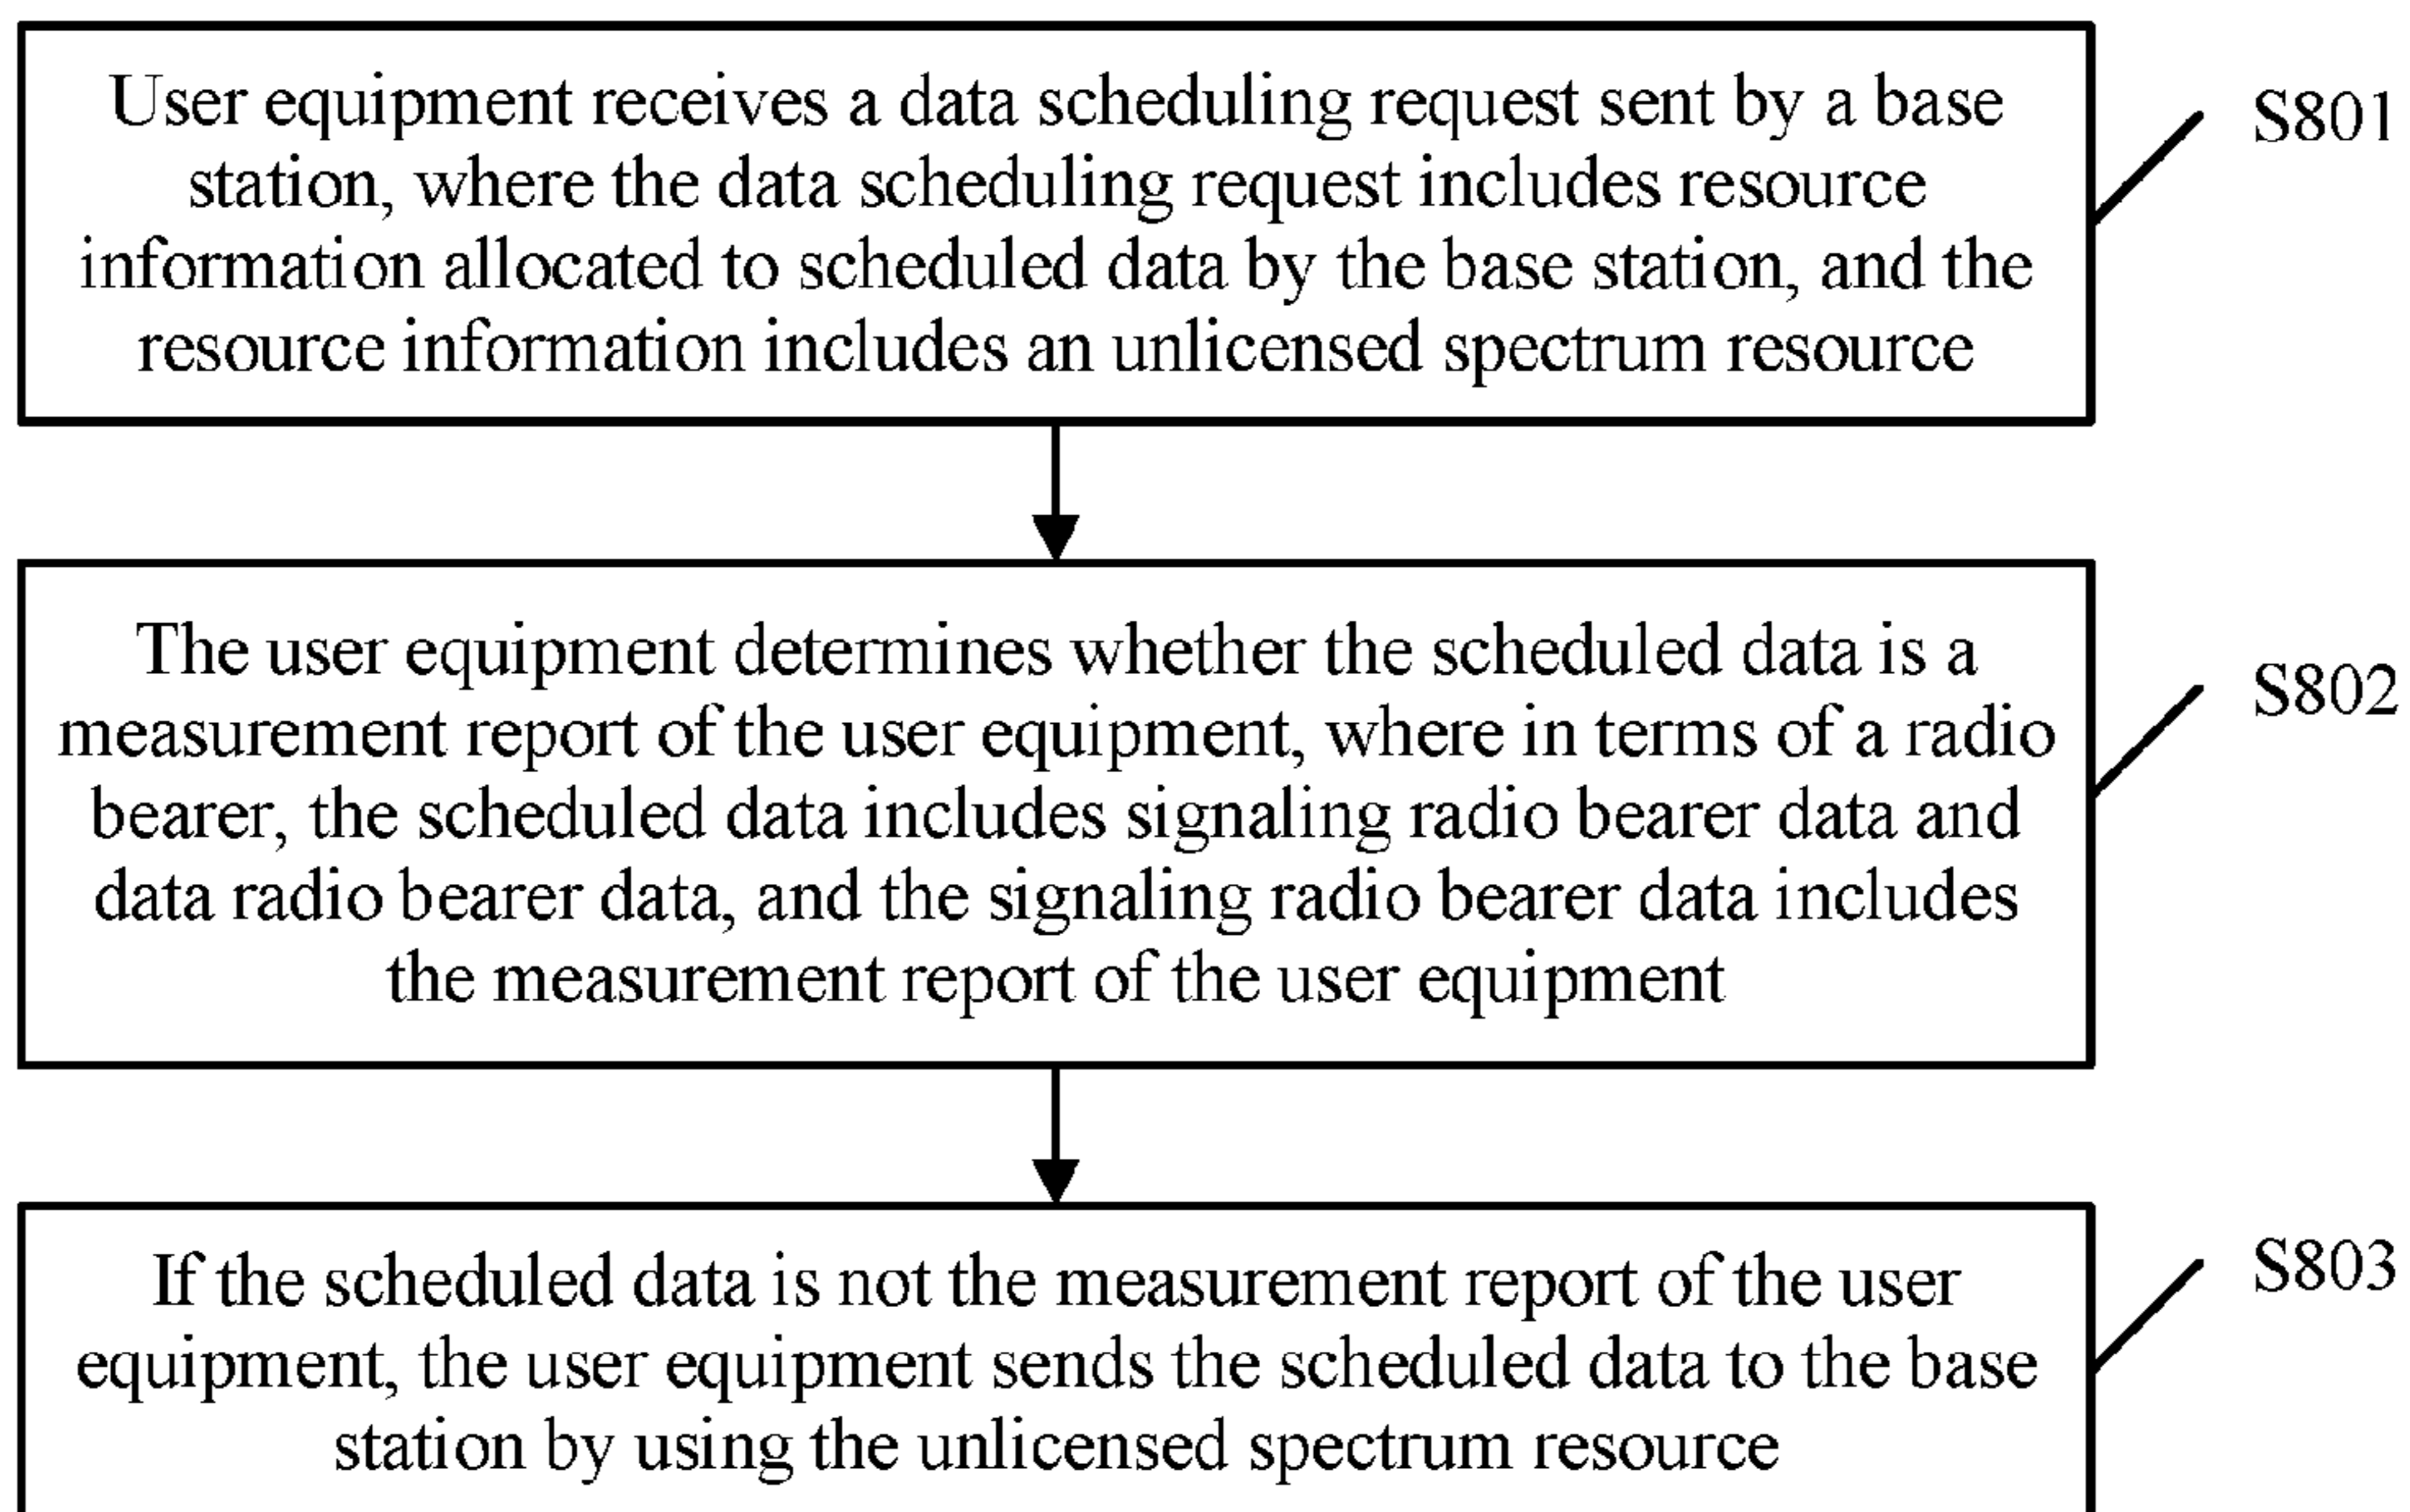 User equipment receives a data scheduling request sent by a base
station, where the data scheduling request includes resource
information allocated to scheduled data by the base station, and the
resource information includes an unlicensed spectrum resource
S801
The user equipment determines whether the scheduled data is a
measurement report of the user equipment, where in terms of a radio
bearer, the scheduled data includes signaling radio bearer data and
data radio bearer data, and the signaling radio bearer data includes
the measurement report of the user equipment
S802
If the scheduled data is not the measurement report of the user
equipment, the user equipment sends the scheduled data to the base
station by using the unlicensed spectrum resource
S803